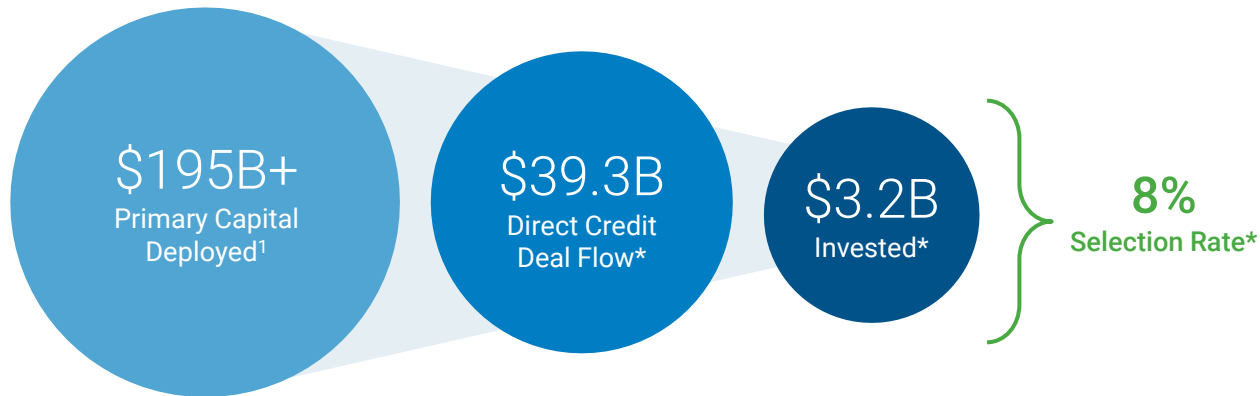 $195B+
Primary Capital
Deployed¹
$39.3B
Direct Credit
Deal Flow*
$3.2B
Invested*
8%
Selection Rate*